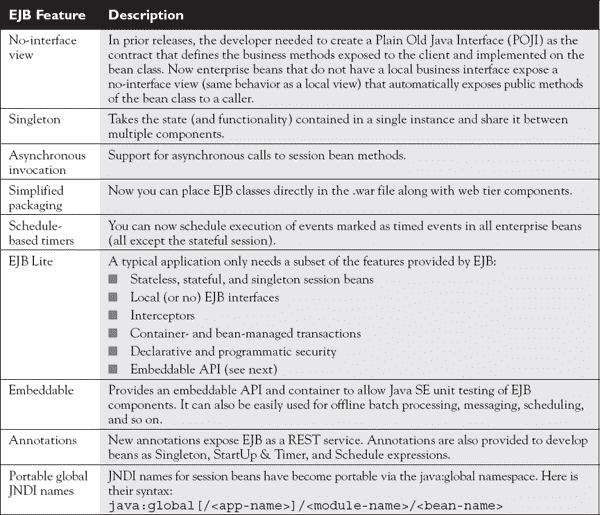 EJB Feature Description
No-interface view In prior releases, the developer needed to create a Plain Old Java Interface (POJI) as the
contract that defines the business methods exposed to the client and implemented on the
bean class. Now enterprise beans that do not have a local business interface expose a
no-interface view (same behavior as a local view) that automatically exposes public methods
of the bean class to a caller.
Singleton Takes the state (and functionality) contained in a single instance and share it between
multiple components.
Asynchronous invocation Support for asynchronous calls to session bean methods.
Simplified packaging Now you can place EJB classes directly in the .war file along with web tier components.
Schedule-based timers You can now schedule execution of events marked as timed events in all enterprise beans
(all except the stateful session).
EJB Lite A typical application only needs a subset of the features provided by EJB:
Stateless, stateful, and singleton session beans
Local (or no) EJB interfaces
Interceptors
Container- and bean-managed transactions
Declarative and programmatic security
Embeddable API (see next)
Embeddable Provides an embeddable API and container to allow Java SE unit testing of EJB
components. It can also be easily used for offline batch processing, messaging, scheduling,
and so on.
Annotations New annotations expose EJB as a REST service. Annotations are also provided to develop
beans as Singleton, StartUp & Timer, and Schedule expressions.
Portable global JNDI names JNDI names for session beans have become portable via the java:global namespace. Here is
their syntax:
java:global[/<app-name>]/<module-name>/<bean-name>